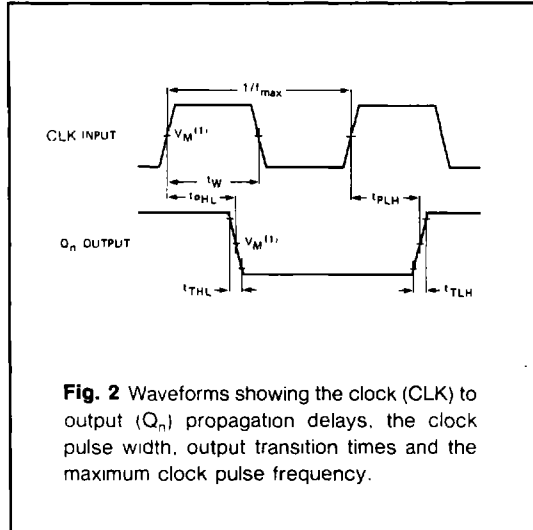 1/fmax
CLK INPUT
VM(1)
tW
tPHL
tPLH
Qn OUTPUT
VM(1)
tTHL
tTLH
Fig. 2 Waveforms showing the clock (CLK) to
output (Qn) propagation delays, the clock
pulse width, output transition times and the
maximum clock pulse frequency.